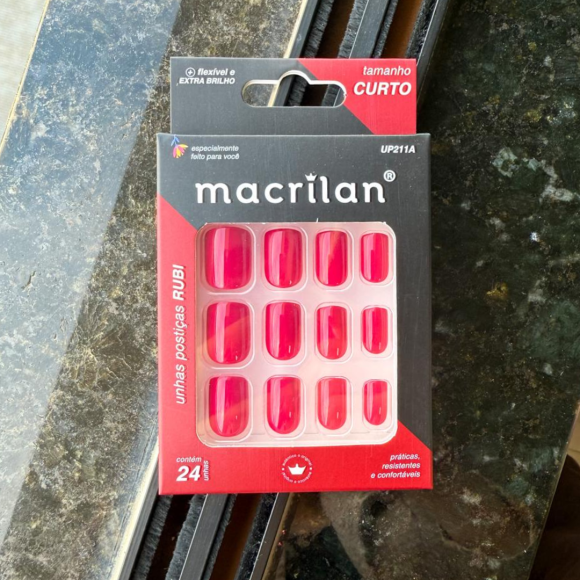 + flexível e
EXTRA BRILHO
tamanho
CURTO
especialmente
feito para você
UP211A
macrilan®
unhas postiças RUBI
contém
24 unhas
práticas,
resistentes
e confortáveis